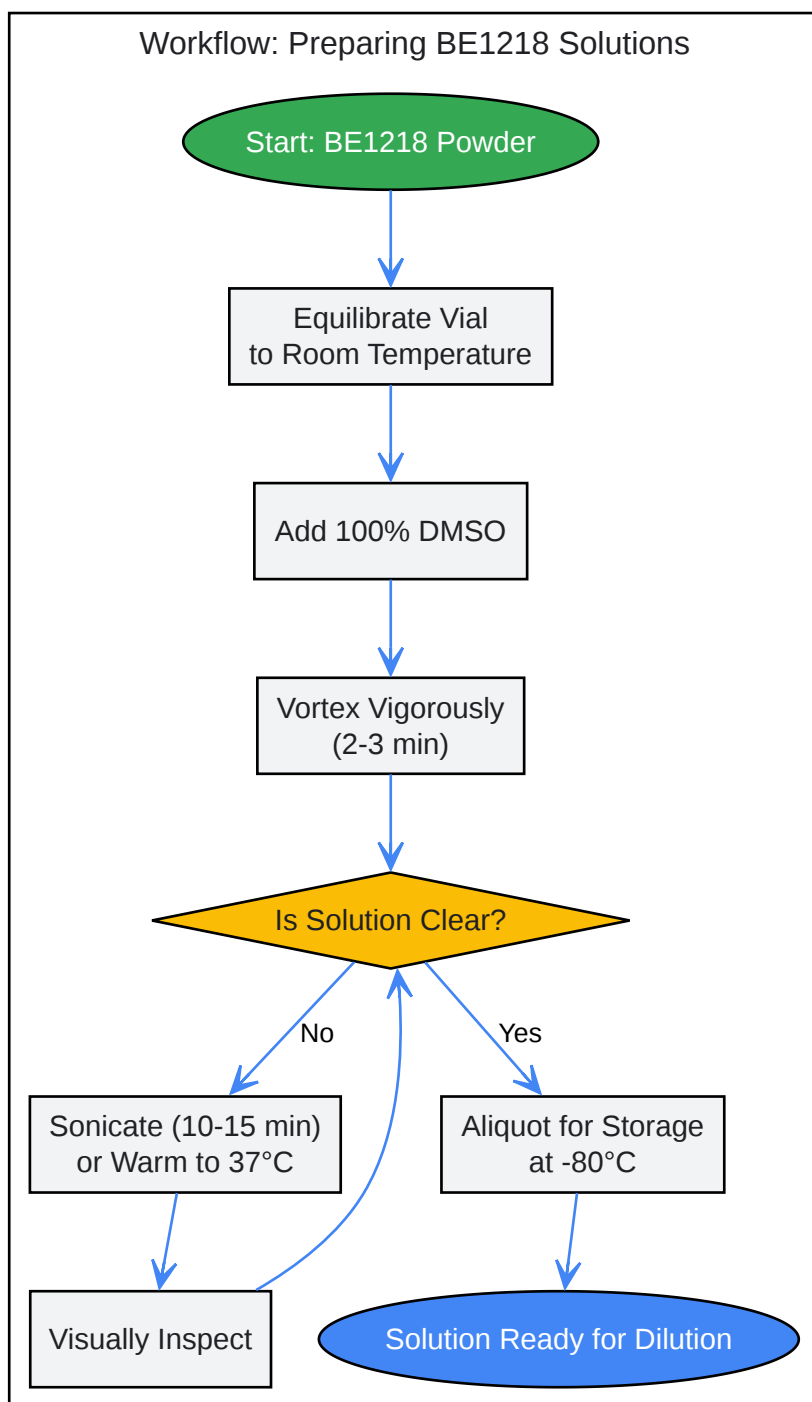 Workflow: Preparing BE1218 Solutions
Start: BE1218 Powder
Equilibrate Vial
to Room Temperature
Add 100% DMSO
Vortex Vigorously
(2-3 min)
Is Solution Clear?
No
Yes
Sonicate (10-15 min)
or Warm to 37°C
Aliquot for Storage
at -80°C
Visually Inspect
Solution Ready for Dilution